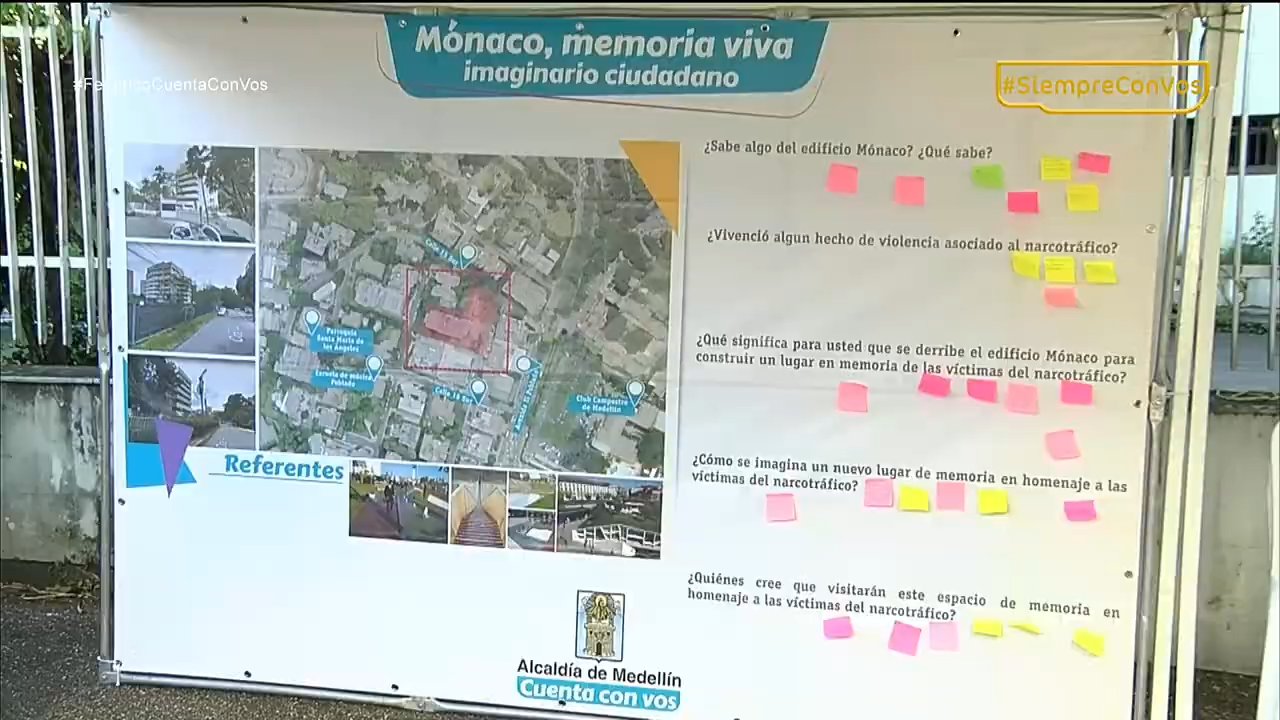 Mónaco, memoria viva
imaginario ciudadano
#FedericoCuentaConVos
#SiempreConVos
¿Sabe algo del edificio Mónaco? ¿Qué sabe?
¿Vivenció algun hecho de violencia asociado al narcotráfico?
¿Qué significa para usted que se derribe el edificio Mónaco para
construir un lugar en memoria de las víctimas del narcotráfico?
¿Cómo se imagina un nuevo lugar de memoria en homenaje a las
víctimas del narcotráfico?
¿Quiénes cree que visitarán este espacio de memoria en
homenaje a las víctimas del narcotráfico?
Parroquia
Santa María de
los Ángeles
Escuela de música
Poblado
Club Campestre
de Medellín
Referentes
Alcaldía de Medellín
Cuenta con vos